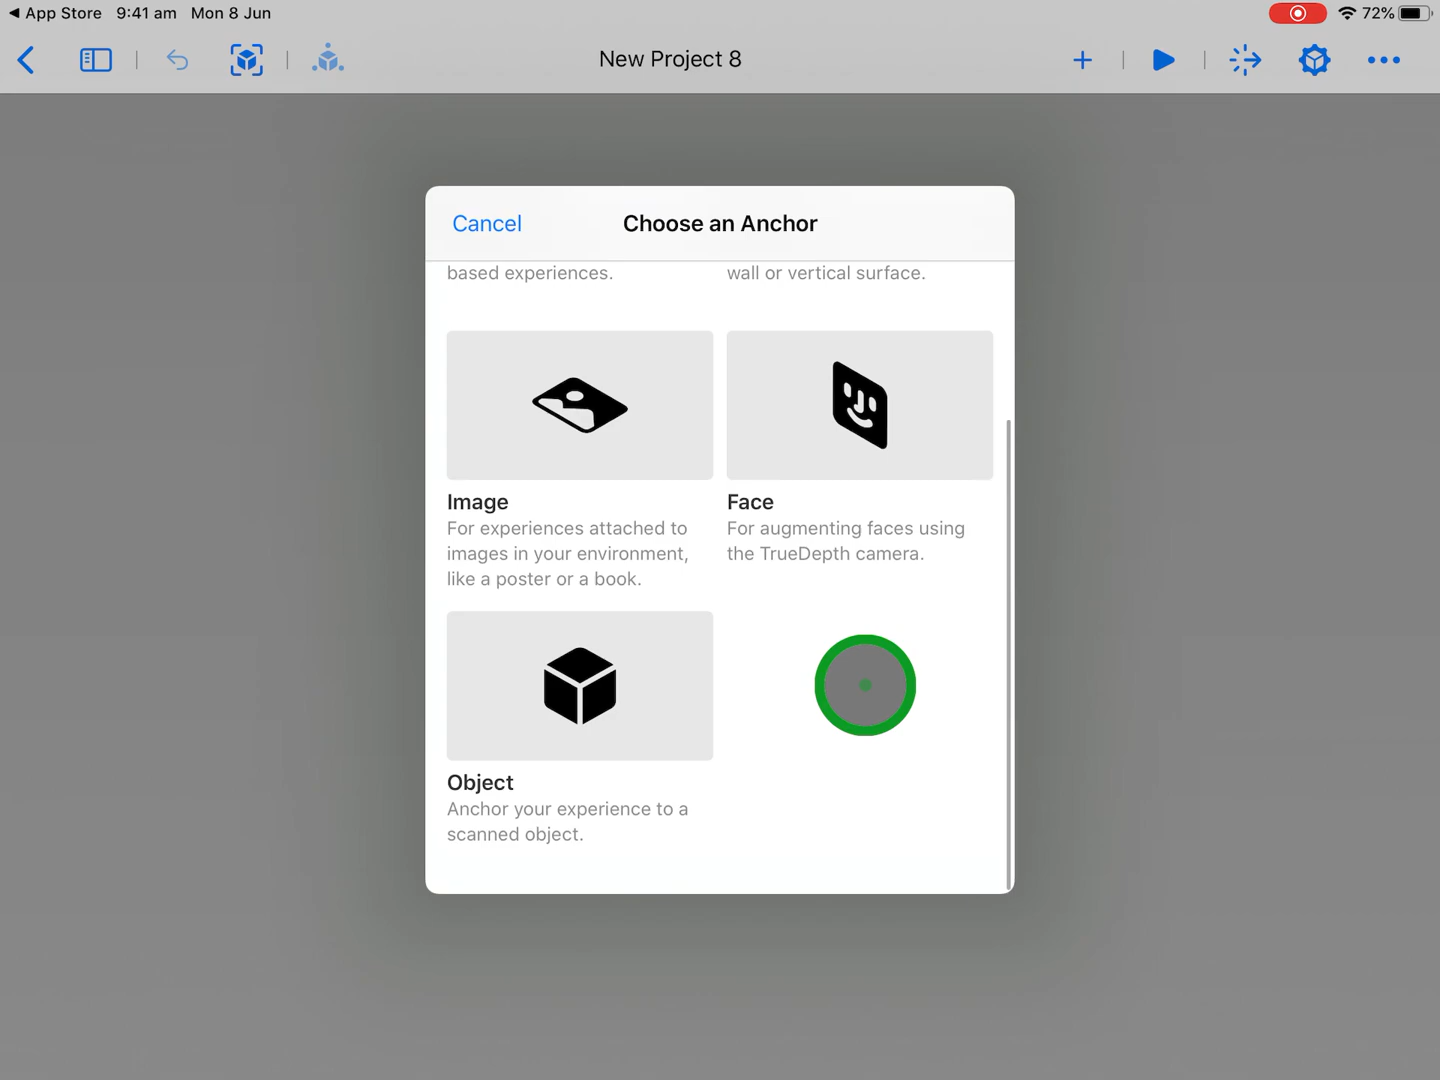 ◀ App Store 9:41 am Mon 8 Jun 72%
New Project 8
Cancel Choose an Anchor
based experiences.
wall or vertical surface.
Image
For experiences attached to
images in your environment,
like a poster or a book.
Face
For augmenting faces using
the TrueDepth camera.
Object
Anchor your experience to a
scanned object.